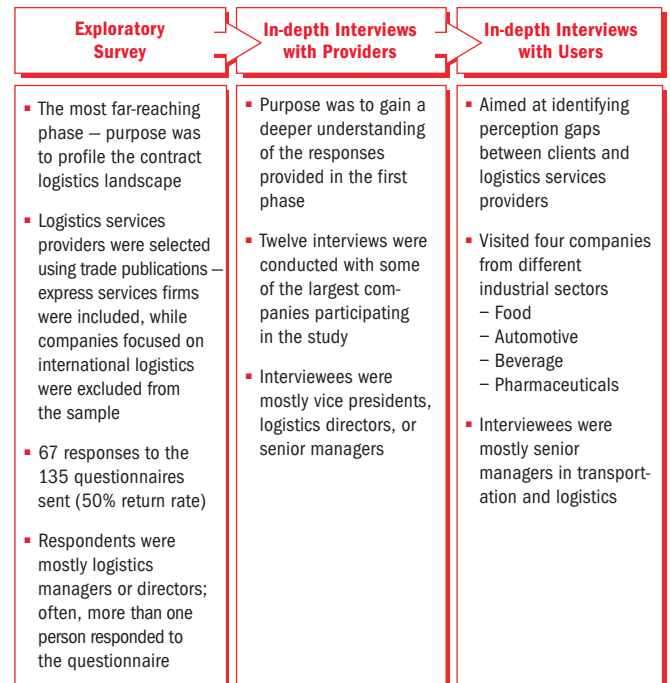 Exploratory
Survey
In-depth Interviews
with Providers
In-depth Interviews
with Users
▪ The most far-reaching
phase – purpose was
to profile the contract
logistics landscape
▪ Logistics services
providers were selected
using trade publications –
express services firms
were included, while
companies focused on
international logistics
were excluded from
the sample
▪ 67 responses to the
135 questionnaires
sent (50% return rate)
▪ Respondents were
mostly logistics
managers or directors;
often, more than one
person responded to
the questionnaire
▪ Purpose was to gain a
deeper understanding
of the responses
provided in the first
phase
▪ Twelve interviews were
conducted with some
of the largest com-
panies participating
in the study
▪ Interviewees were
mostly vice presidents,
logistics directors, or
senior managers
▪ Aimed at identifying
perception gaps
between clients and
logistics services
providers
▪ Visited four companies
from different
industrial sectors
– Food
– Automotive
– Beverage
– Pharmaceuticals
▪ Interviewees were
mostly senior
managers in transport-
ation and logistics